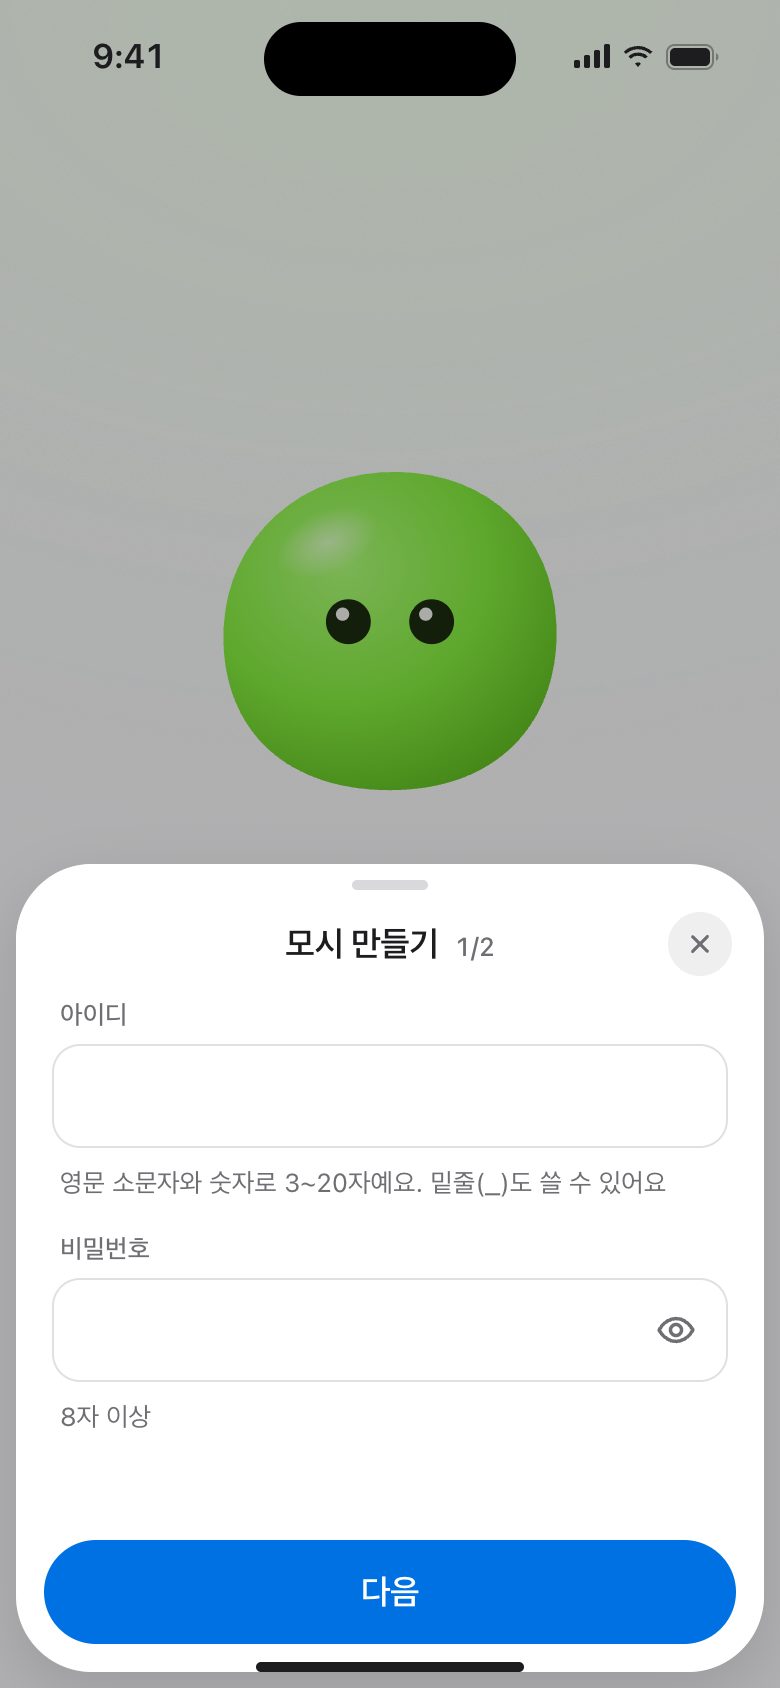 9:41
모시 만들기 1/2
아이디
영문 소문자와 숫자로 3~20자예요. 밑줄(_)도 쓸 수 있어요
비밀번호
8자 이상
다음